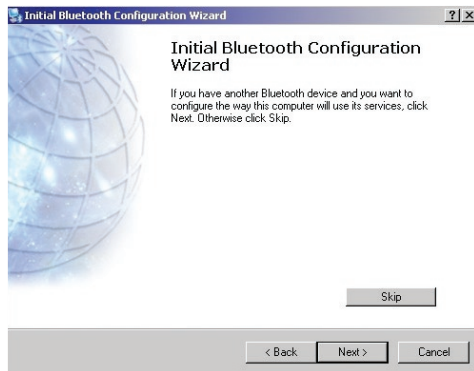 Initial Bluetooth Configuration Wizard
Initial Bluetooth Configuration
Wizard
If you have another Bluetooth device and you want to
configure the way this computer will use its services, click
Next. Otherwise click Skip.
Skip
< Back Next > Cancel